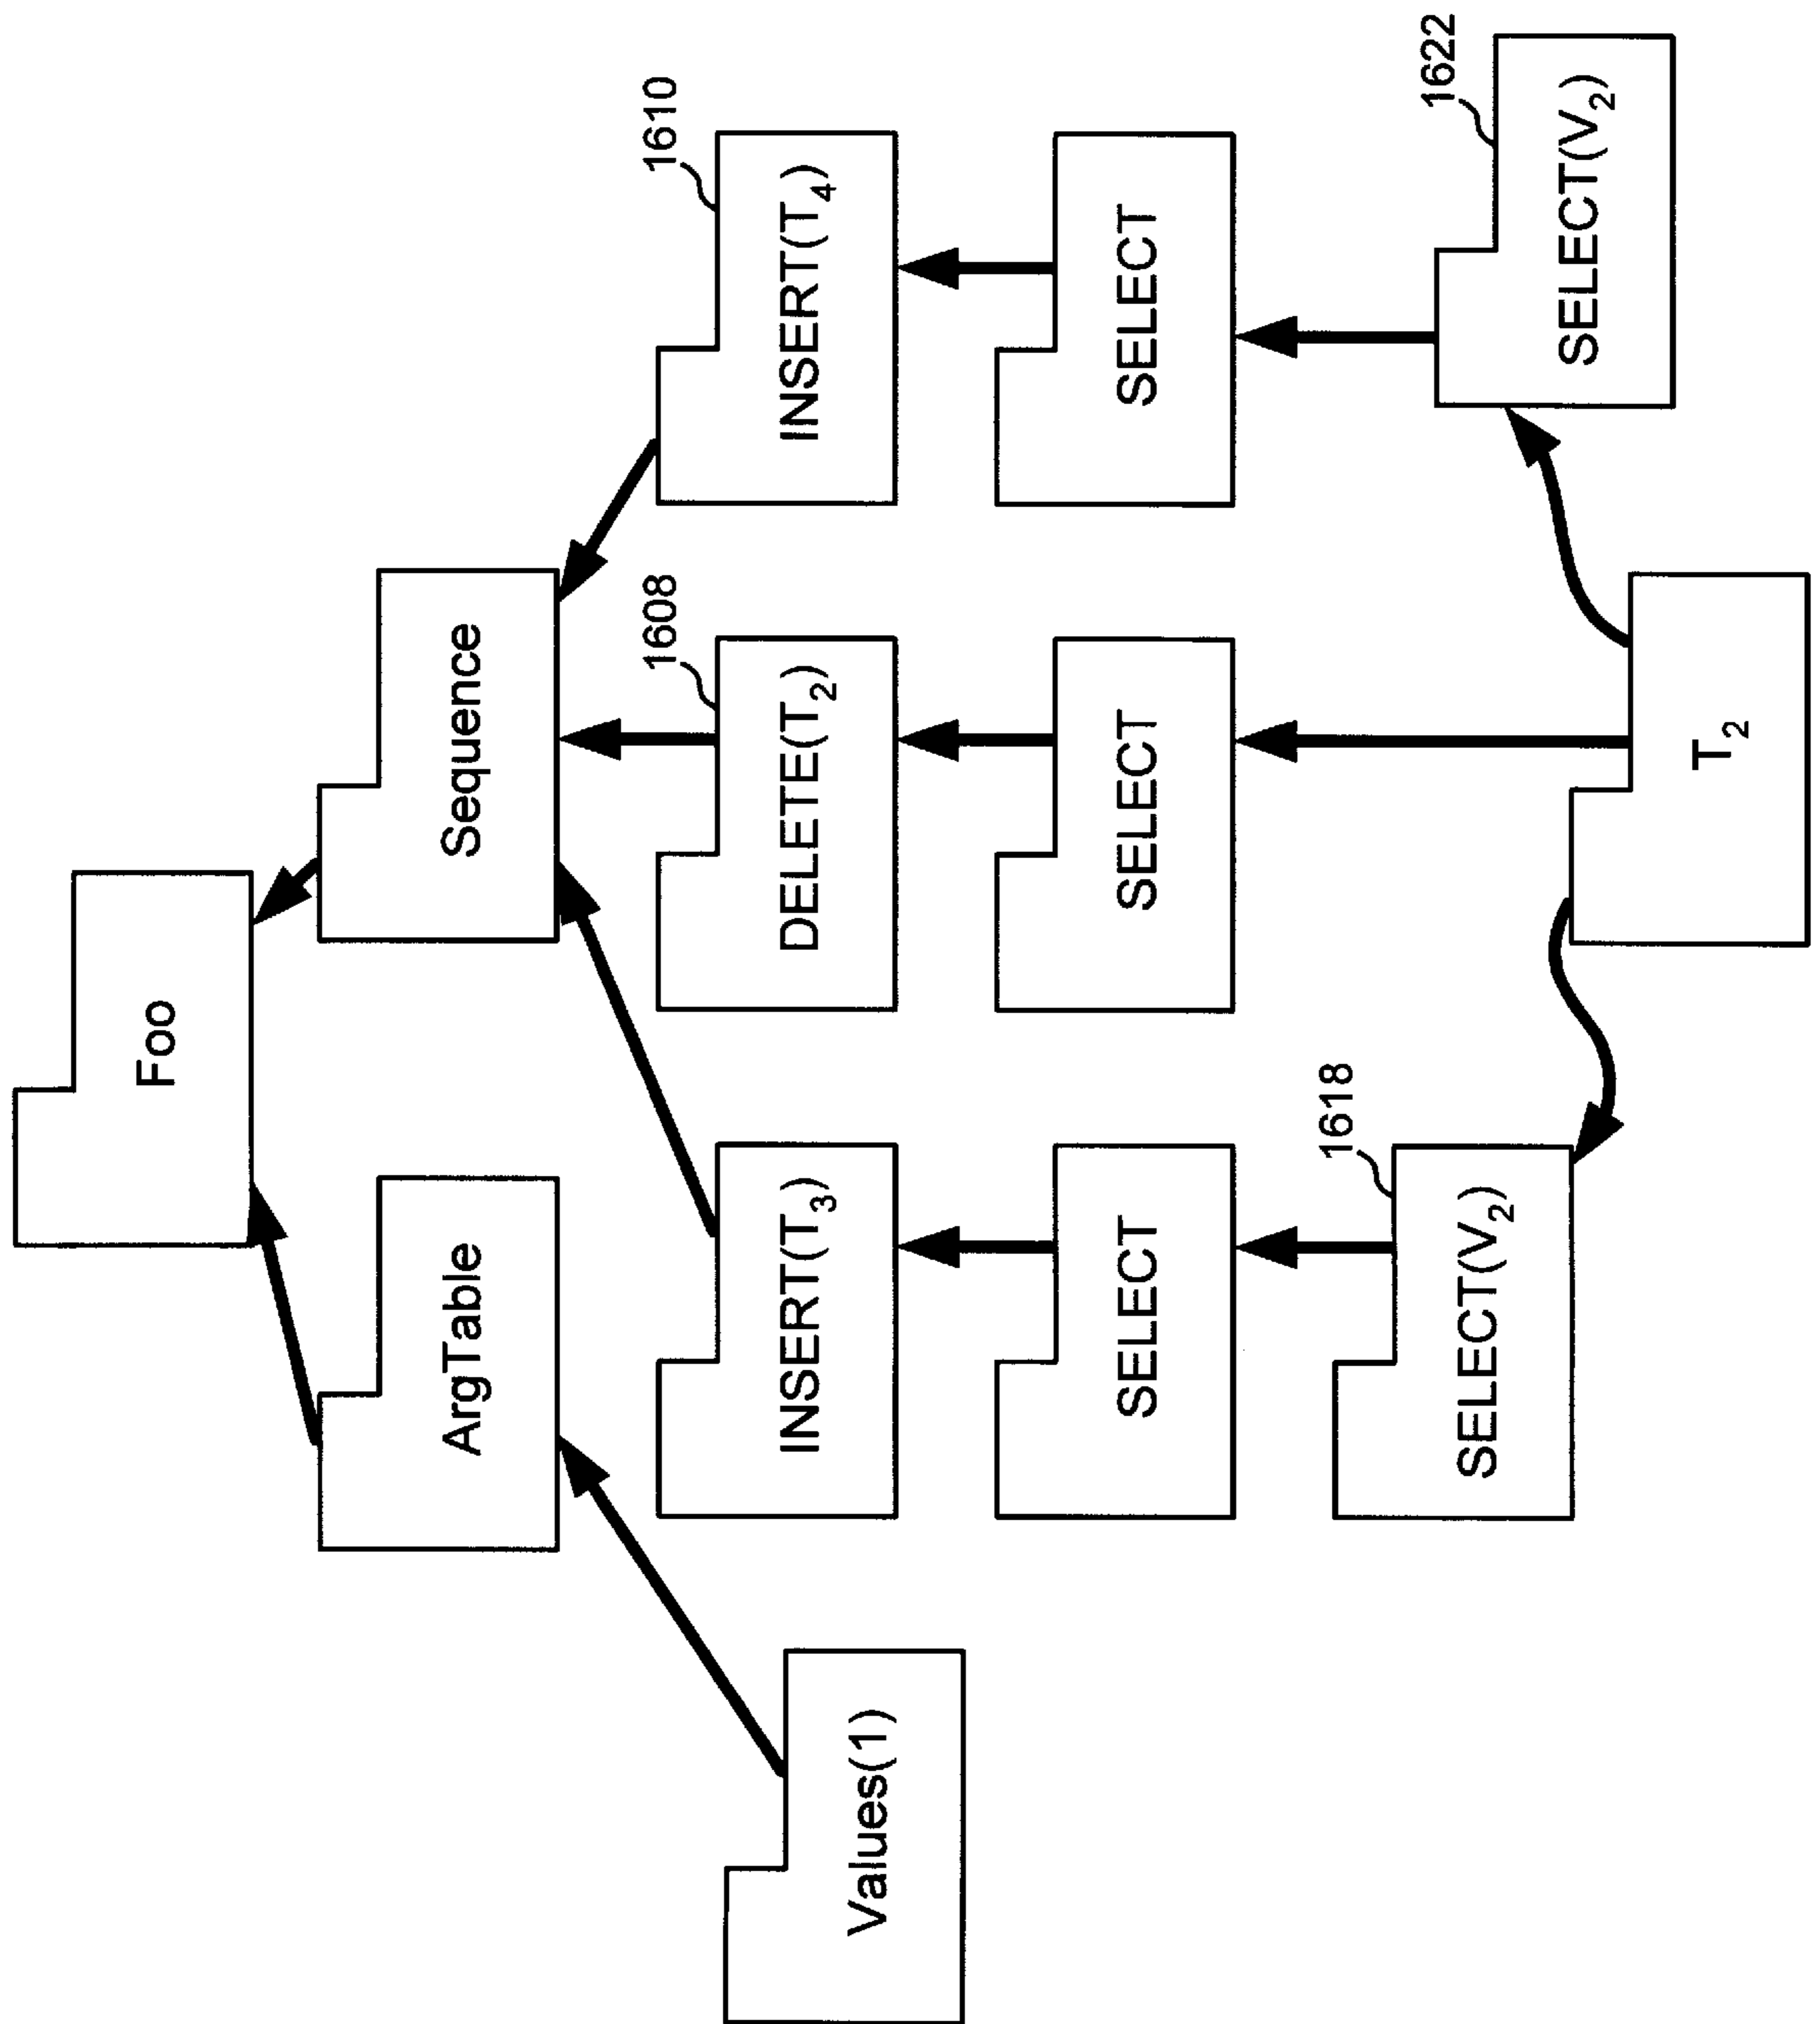 Foo
ArgTable
Sequence
Values(1)
INSERT(T₃)
DELETE(T₂)
1608
INSERT(T₄)
1610
SELECT
SELECT
SELECT
SELECT(V₂)
1618
SELECT(V₂)
1622
T₂